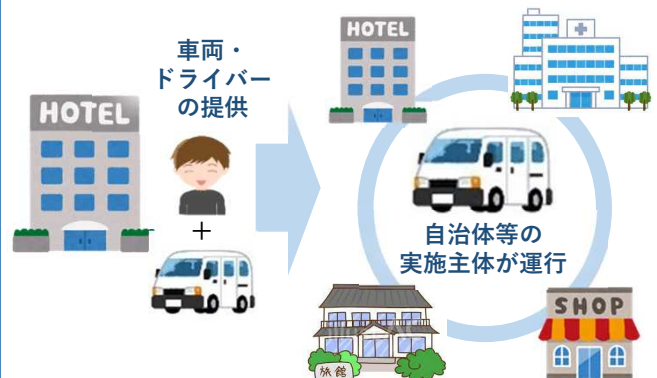 車両・
ドライバー
の提供
HOTEL
+
HOTEL
自治体等の
実施主体が運行
旅館
SHOP